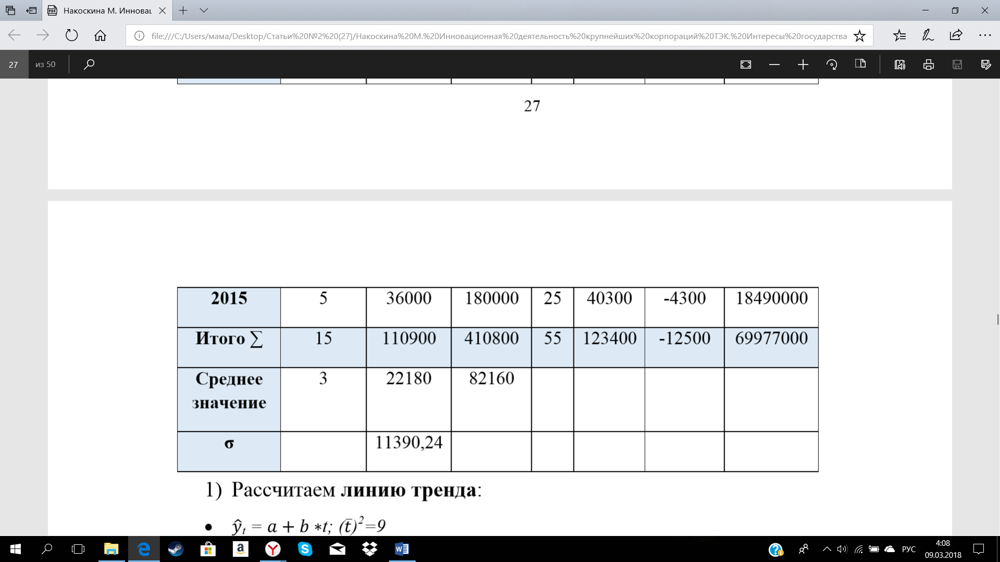 Накоскина М. Инновац
file:///C:/Users/мама/Desktop/Статьи%20№2%20(27)/Накоскина%20М.%20Инновационная%20деятельность%20крупнейших%20корпораций%20ТЭК.%20Интересы%20государства
27 из 50
27
2015 5 36000 180000 25 40300 -4300 18490000
Итого ∑ 15 110900 410800 55 123400 -12500 69977000
Среднее 3 22180 82160
значение
σ 11390,24
1) Рассчитаем линию тренда:
• ŷₜ = a + b *t; (t̅)²=9
РУС 4:08
09.03.2018